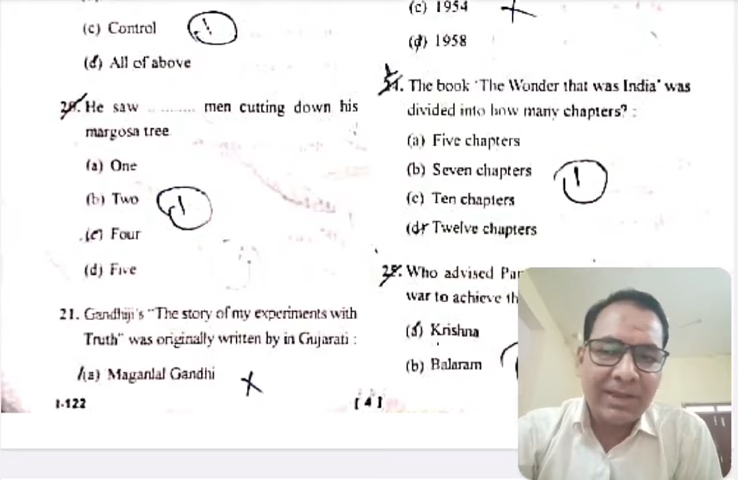 (c) Control
(d) All of above
20. He saw .......... men cutting down his
margosa tree
(a) One
(b) Two
(c) Four
(d) Five
21. Gandhiji's "The story of my experiments with
Truth" was originally written by in Gujarati :
(a) Maganlal Gandhi
1-122
[ 4 ]
(c) 1954
(d) 1958
The book 'The Wonder that was India' was
divided into how many chapters? :
(a) Five chapters
(b) Seven chapters
(c) Ten chapters
(d) Twelve chapters
Who advised
war to achieve
Krishna
(b) Balaram